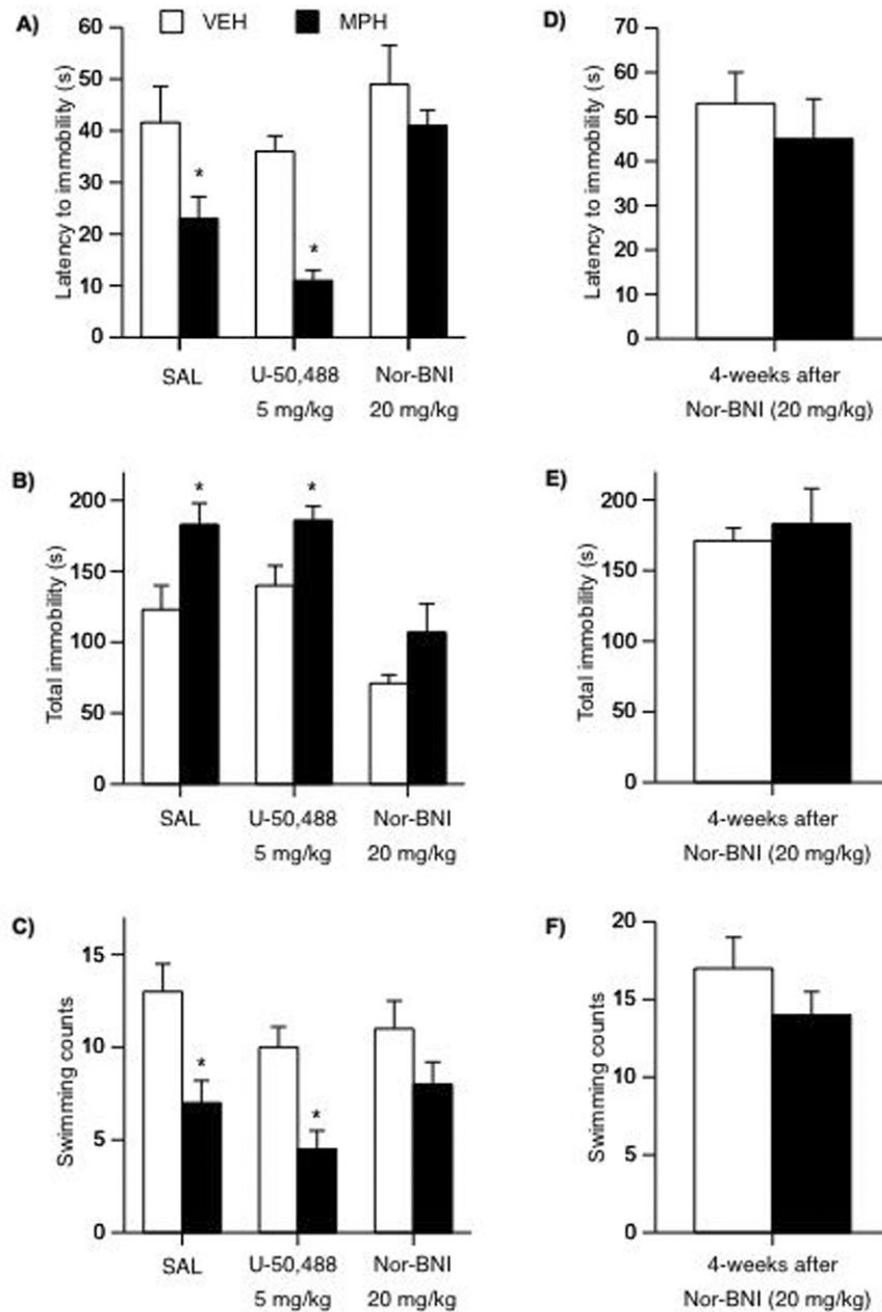 A)
VEH MPH
Latency to immobility (s)
60
50
40
30
20
10
0
*
*
SAL U-50,488 Nor-BNI
5 mg/kg 20 mg/kg
D)
Latency to immobility (s)
70
60
50
40
30
20
10
0
4-weeks after
Nor-BNI (20 mg/kg)
B)
Total immobility (s)
200
150
100
50
0
*
*
SAL U-50,488 Nor-BNI
5 mg/kg 20 mg/kg
E)
Total immobility (s)
200
150
100
50
0
4-weeks after
Nor-BNI (20 mg/kg)
C)
Swimming counts
15
10
5
0
*
*
SAL U-50,488 Nor-BNI
5 mg/kg 20 mg/kg
F)
Swimming counts
20
15
10
5
0
4-weeks after
Nor-BNI (20 mg/kg)